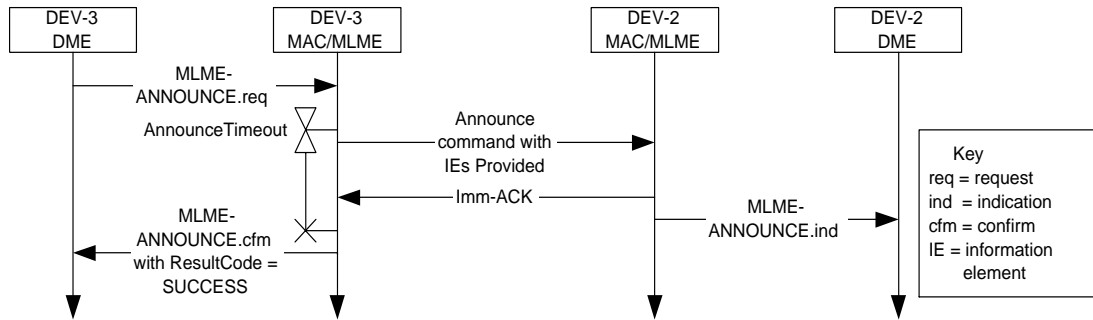 DEV-3
DME
DEV-3
MAC/MLME
DEV-2
MAC/MLME
DEV-2
DME
MLME-
ANNOUNCE.req
AnnounceTimeout
Announce
command with
IEs Provided
Imm-ACK
MLME-
ANNOUNCE.ind
MLME-
ANNOUNCE.cfm
with ResultCode =
SUCCESS
Key
req = request
ind = indication
cfm = confirm
IE = information
element